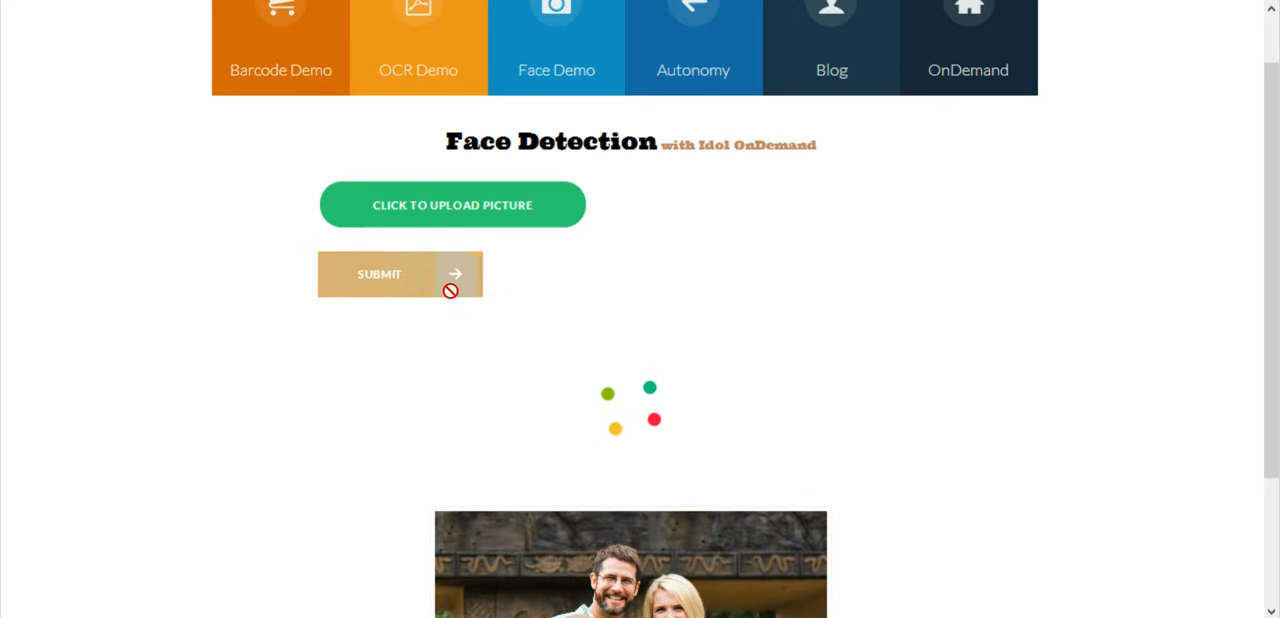 Barcode Demo OCR Demo Face Demo Autonomy Blog OnDemand
Face Detection with Idol OnDemand
CLICK TO UPLOAD PICTURE
SUBMIT